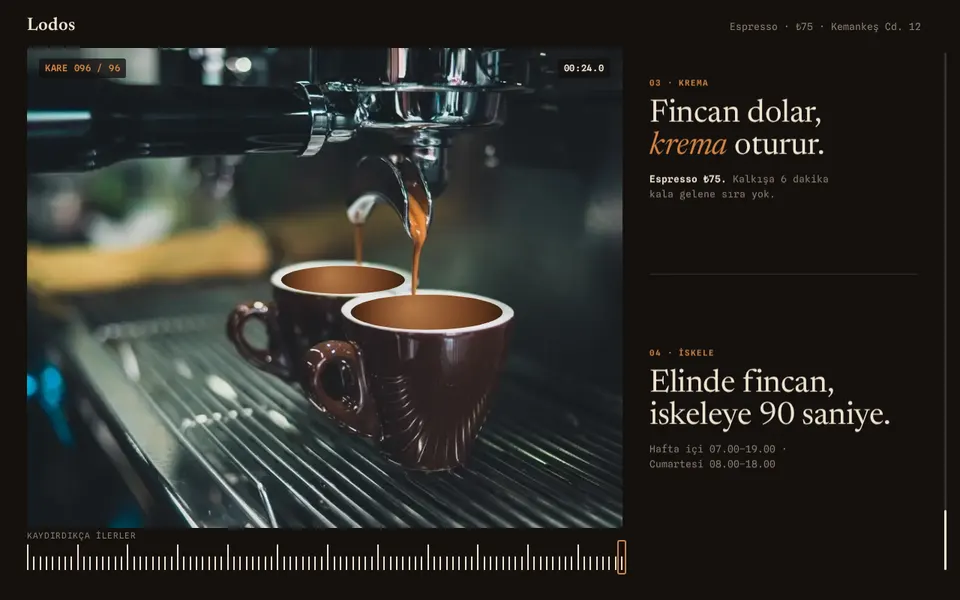 Lodos
Espresso · ₺75 · Kemankeş Cd. 12
KARE 096 / 96
00:24.0
03 · KREMA
Fincan dolar,
krema oturur.
Espresso ₺75. Kalkışa 6 dakika
kala gelene sıra yok.
04 · İSKELE
Elinde fincan,
iskeleye 90 saniye.
Hafta içi 07.00–19.00 ·
Cumartesi 08.00–18.00
KAYDIRDIKÇA İLERLER